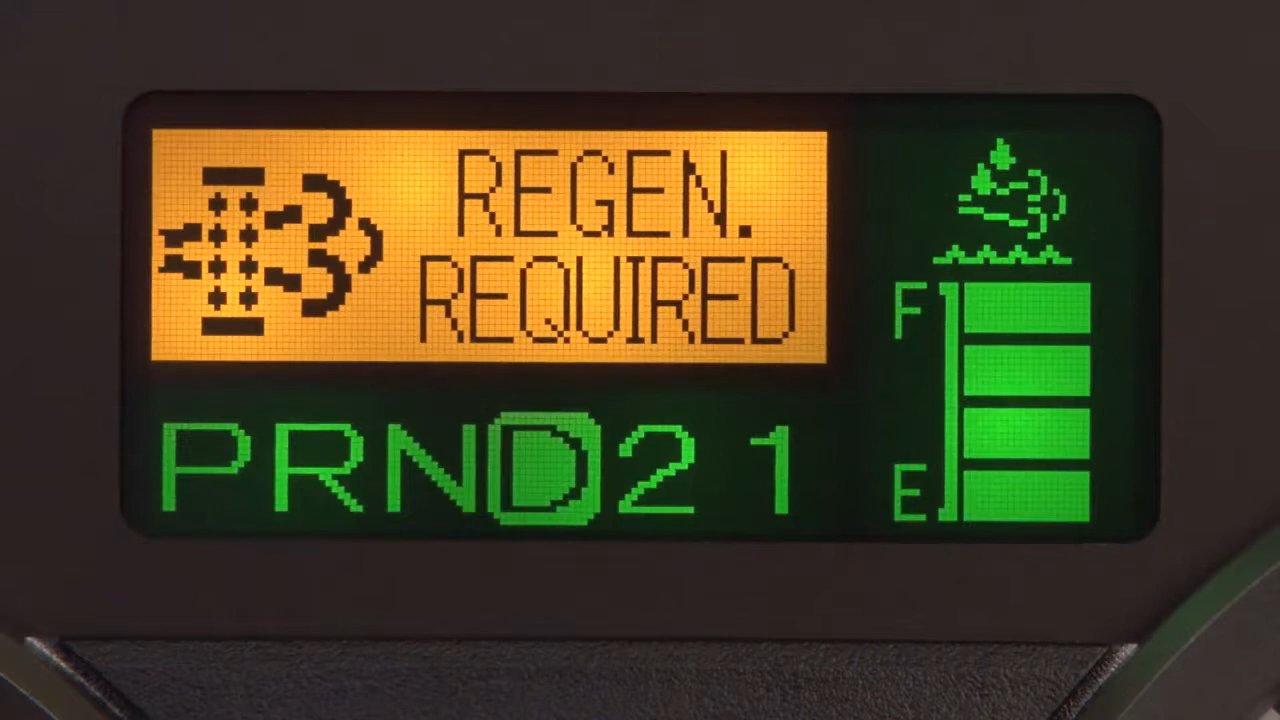 REGEN.
REQUIRED
PRND21
F
E